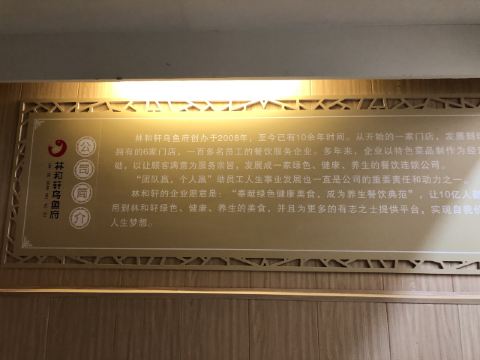 林和轩乌鱼府
公司简介
林和轩乌鱼府创办于2008年，至今已有10余年时间。从开始的一家门店，发展到
拥有的6家门店，一百多名员工的餐饮服务企业。多年来，企业以特色菜品制作为经
础，以让顾客满意为服务宗旨，发展成一家绿色、健康、养生的餐饮连锁公司。
“团队赢，个人赢”助员工人生事业发展也一直是公司的重要责任和动力之一。
林和轩的企业愿景是：“奉献绿色健康美食，成为养生餐饮典范”，让10亿人
用到林和轩绿色、健康、养生的美食，并且为更多的有志之士提供平台，实现自我
人生梦想。